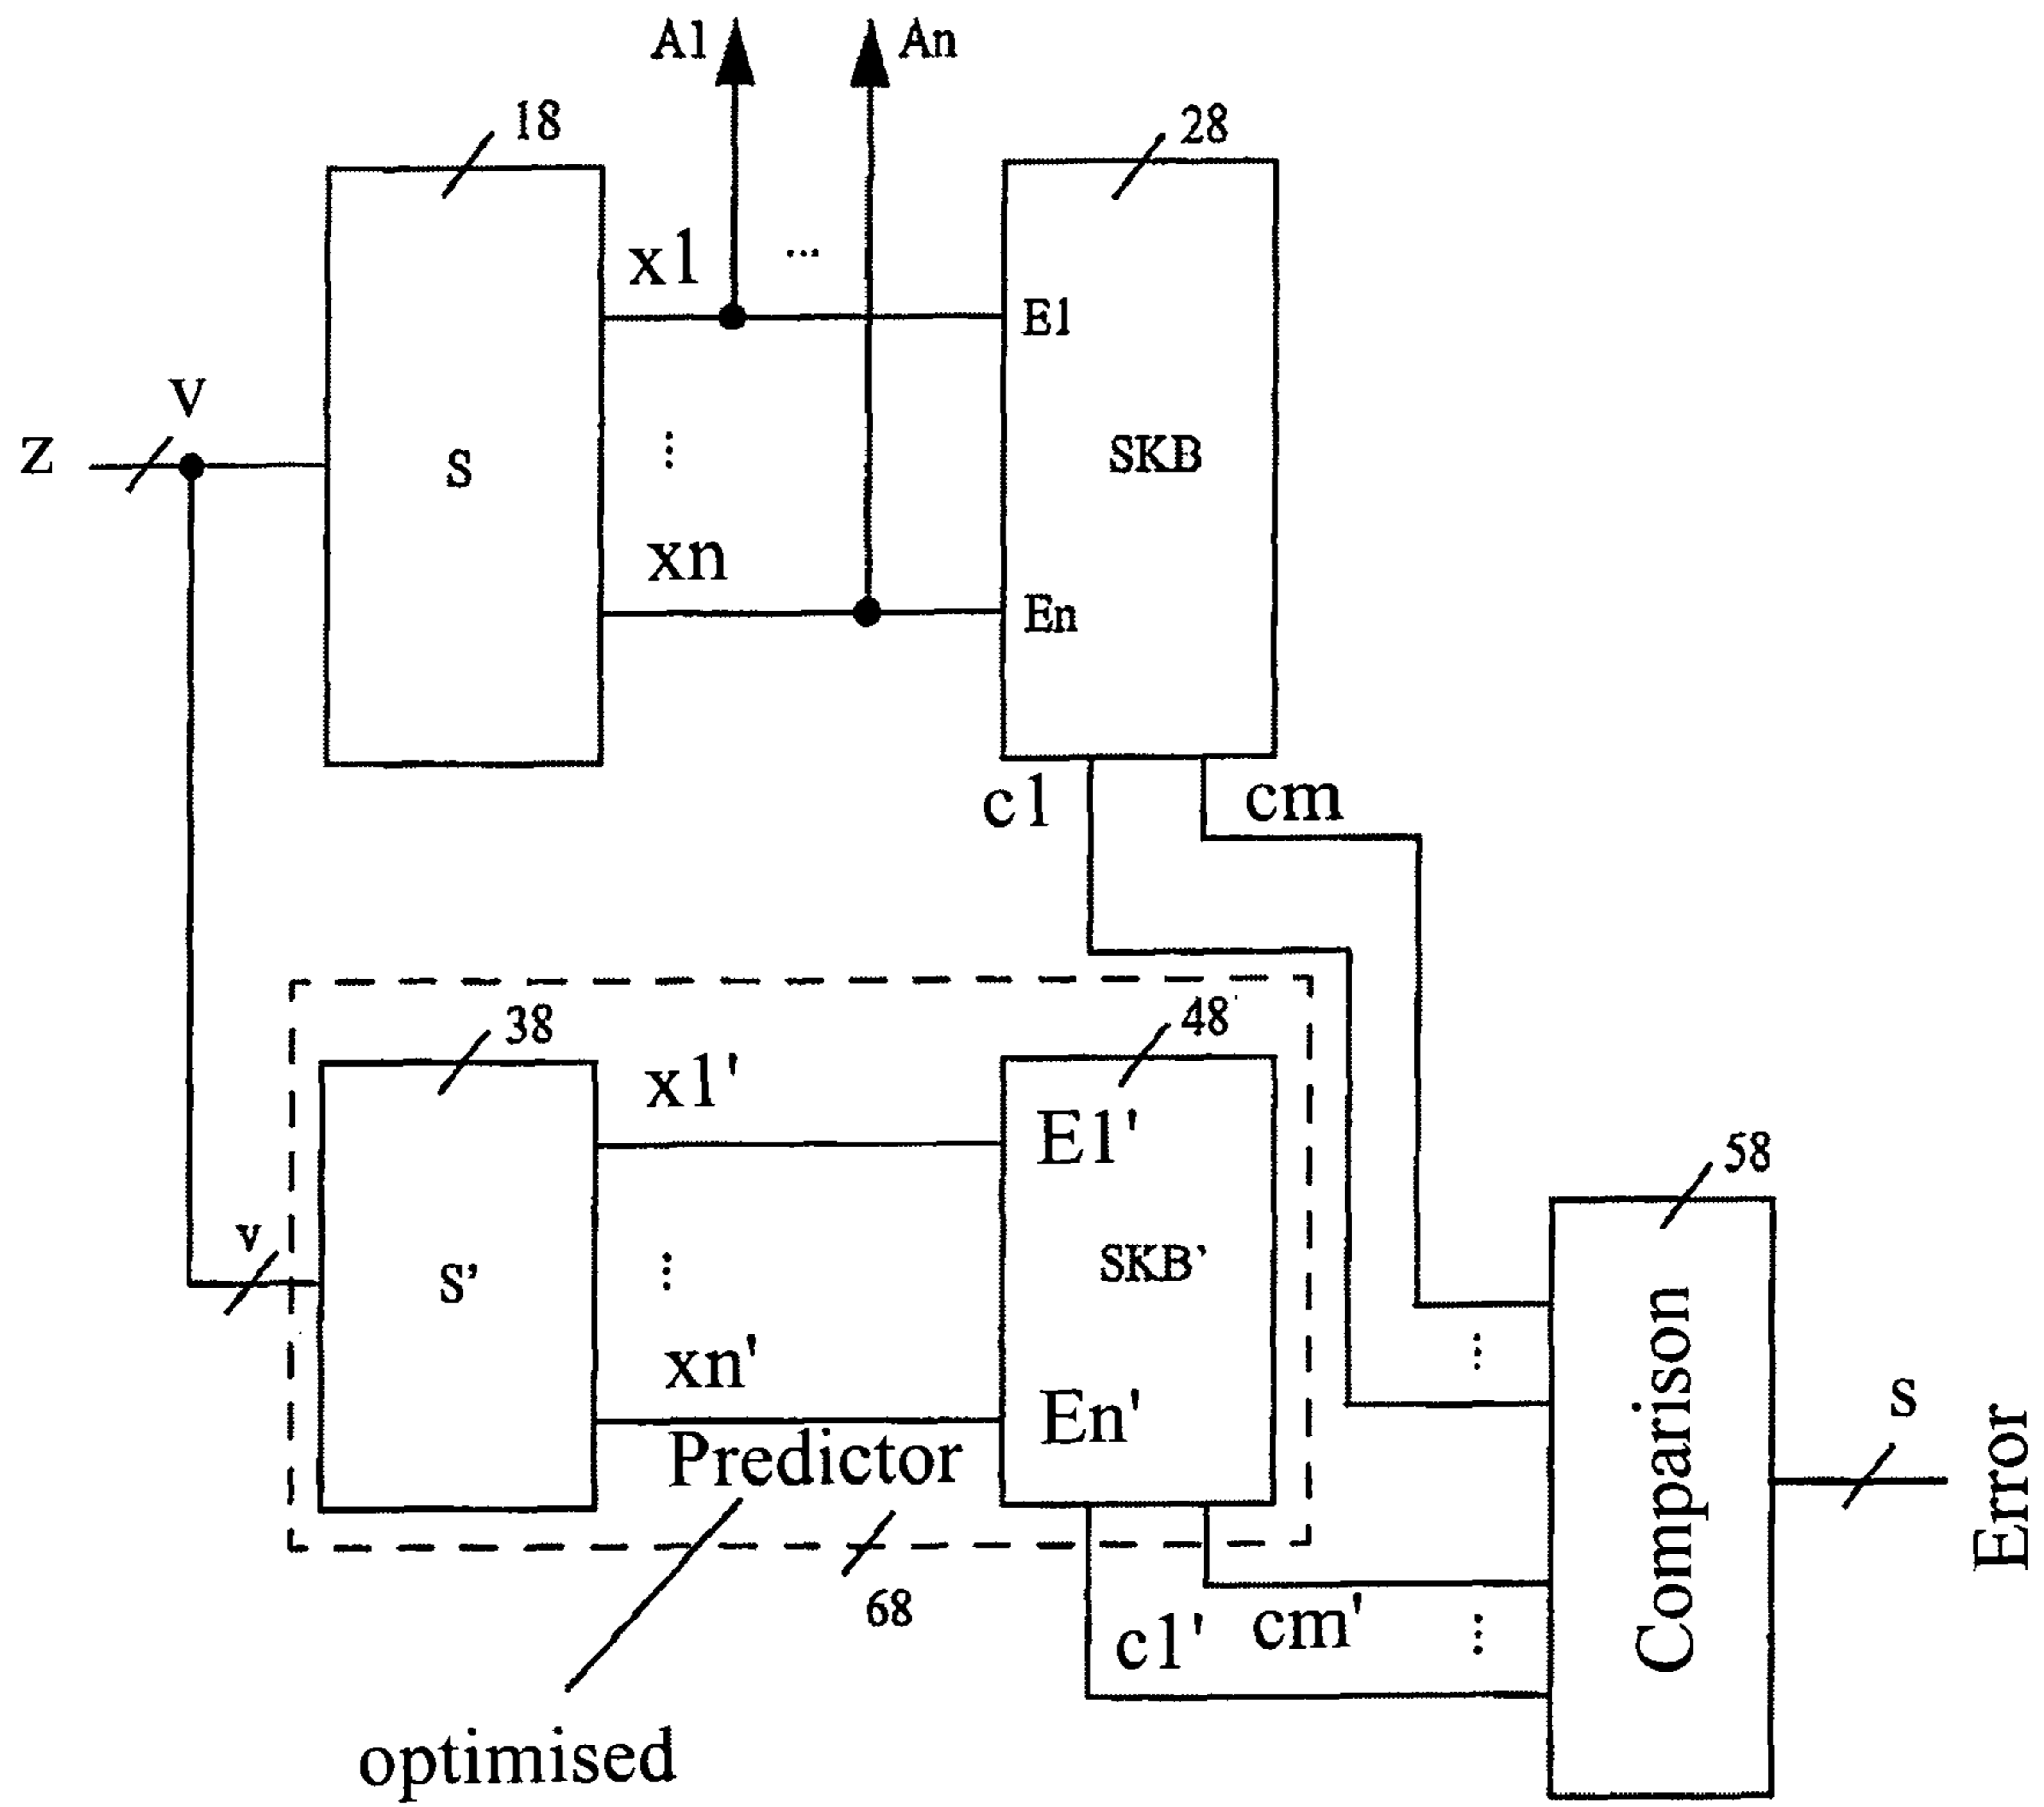 A1
An
18
28
x1
...
E1
V
Z
S
⋮
SKB
xn
En
c1
cm
38
48
x1'
E1'
58
v
S'
⋮
SKB'
xn'
En'
⋮
Comparison
s
Error
Predictor
68
c1'
cm'
⋮
optimised